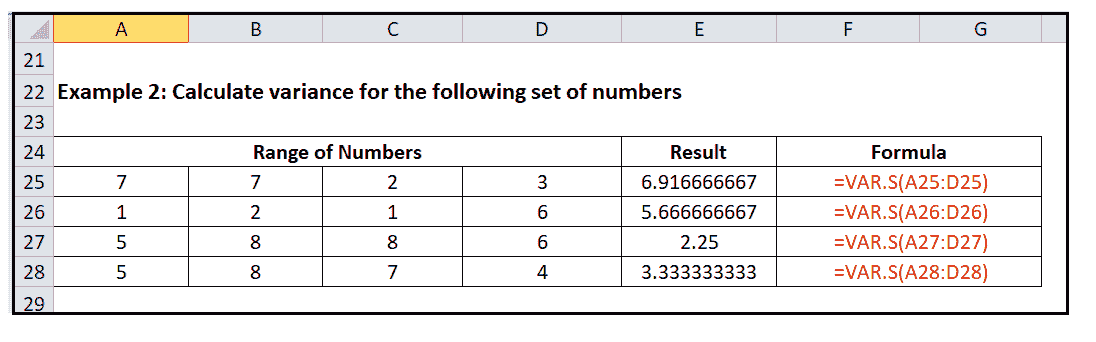 A B C D E F G
21
22 Example 2: Calculate variance for the following set of numbers
23
24 Range of Numbers Result Formula
25 7 7 2 3 6.916666667 =VAR.S(A25:D25)
26 1 2 1 6 5.666666667 =VAR.S(A26:D26)
27 5 8 8 6 2.25 =VAR.S(A27:D27)
28 5 8 7 4 3.333333333 =VAR.S(A28:D28)
29